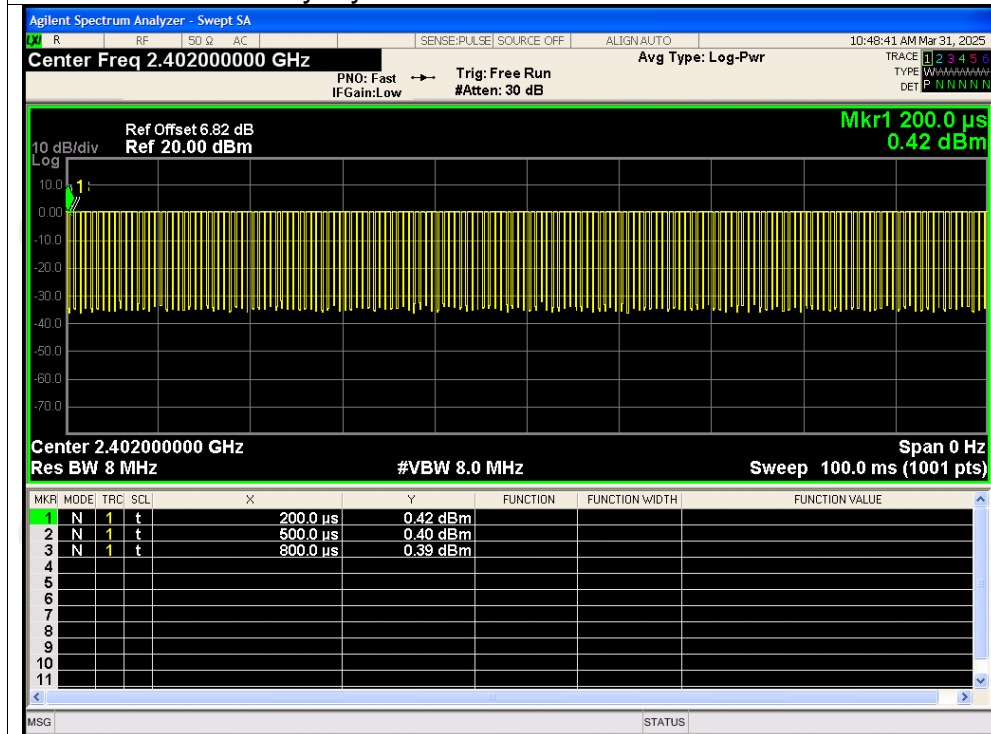 Agilent Spectrum Analyzer - Swept SA
LXI R RF 50 Ω AC SENSE:PULSE SOURCE OFF ALIGN AUTO 10:48:41 AM Mar 31, 2025
Center Freq 2.402000000 GHz Avg Type: Log-Pwr TRACE 1 2 3 4 5 6
PNO: Fast Trig: Free Run TYPE W
IFGain:Low #Atten: 30 dB DET P N N N N N
Mkr1 200.0 µs
0.42 dBm
Ref Offset 6.82 dB
10 dB/div Ref 20.00 dBm
Log
10.0 1
0.00
-10.0
-20.0
-30.0
-40.0
-50.0
-60.0
-70.0
Center 2.402000000 GHz Span 0 Hz
Res BW 8 MHz #VBW 8.0 MHz Sweep 100.0 ms (1001 pts)
MKR MODE TRC SCL X Y FUNCTION FUNCTION WIDTH FUNCTION VALUE
1 N 1 t 200.0 µs 0.42 dBm
2 N 1 t 500.0 µs 0.40 dBm
3 N 1 t 800.0 µs 0.39 dBm
4
5
6
7
8
9
10
11
MSG STATUS